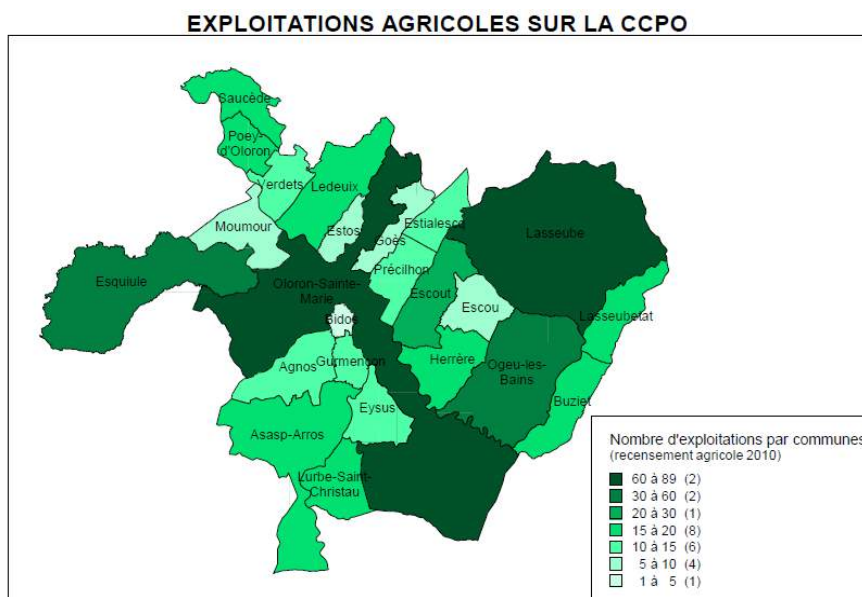 EXPLOITATIONS AGRICOLES SUR LA CCPO
Saucède
Poey-
d'Oloron
Verdets
Ledeuix
Moumour
Estos
Goès
Estialescq
Lasseube
Esquiule
Précilhon
Oloron-Sainte-
Marie
Escout
Escou
Bidos
Lasseubetat
Agnos
Gurmençon
Herrère
Ogeu-les-
Bains
Eysus
Buziet
Asasp-Arros
Lurbe-Saint-
Christau
Nombre d'exploitations par communes
(recensement agricole 2010)
60 à 89 (2)
30 à 60 (2)
20 à 30 (1)
15 à 20 (8)
10 à 15 (6)
5 à 10 (4)
1 à 5 (1)